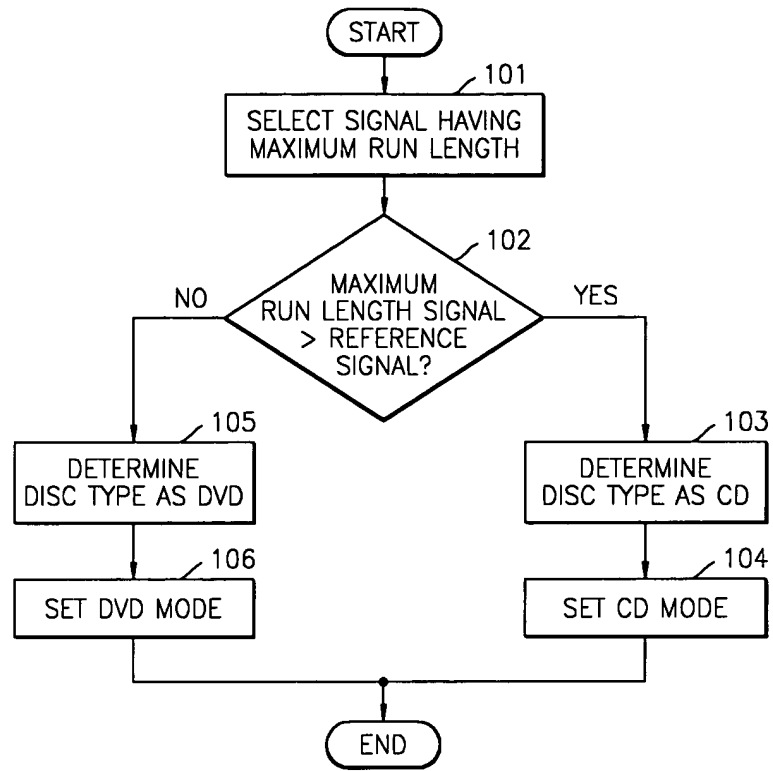 START
101
SELECT SIGNAL HAVING
MAXIMUM RUN LENGTH
102
MAXIMUM
RUN LENGTH SIGNAL
> REFERENCE
SIGNAL?
NO
YES
105
DETERMINE
DISC TYPE AS DVD
103
DETERMINE
DISC TYPE AS CD
106
SET DVD MODE
104
SET CD MODE
END